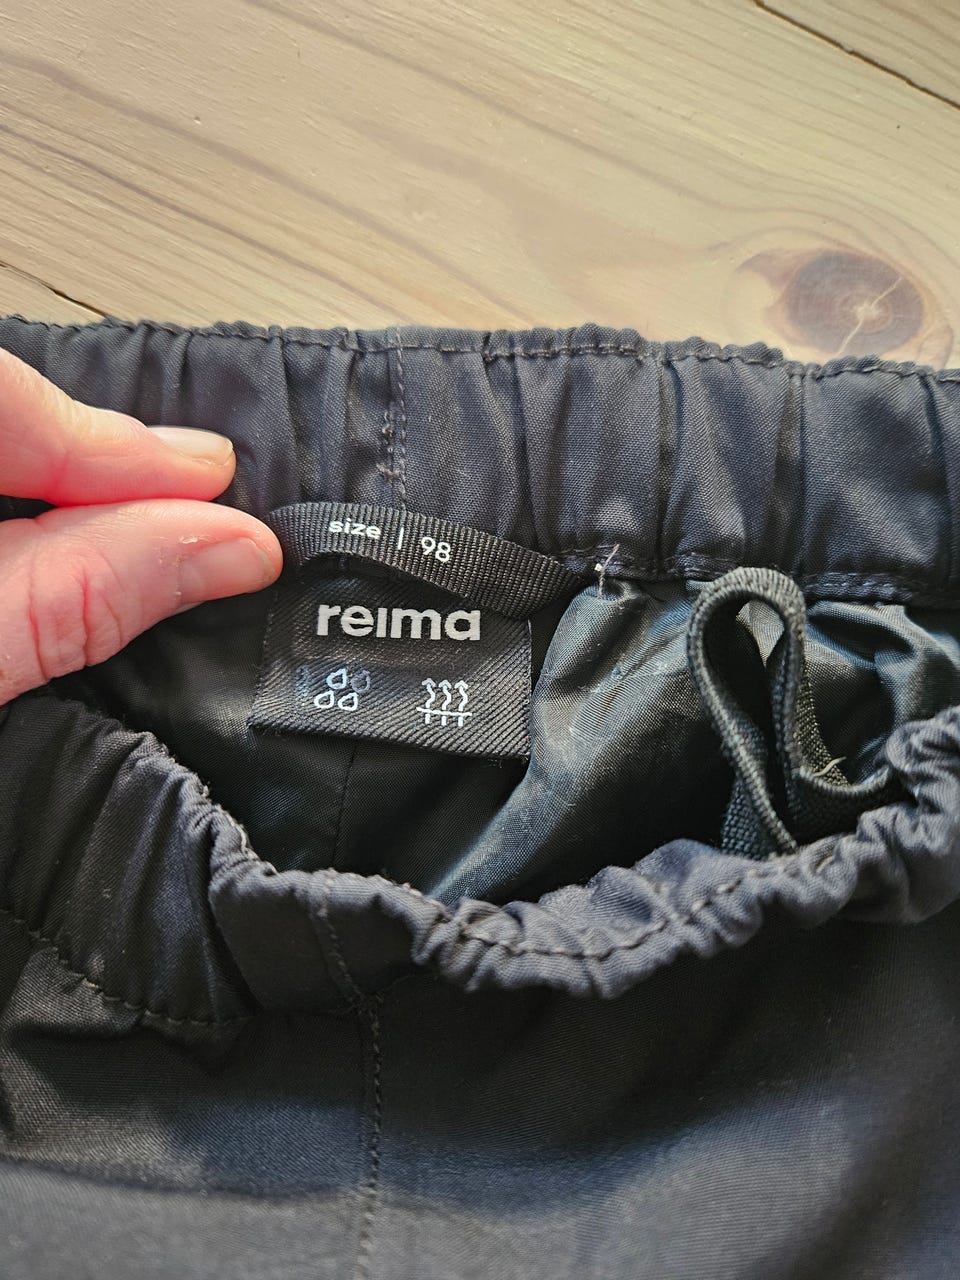 size | 98
reima